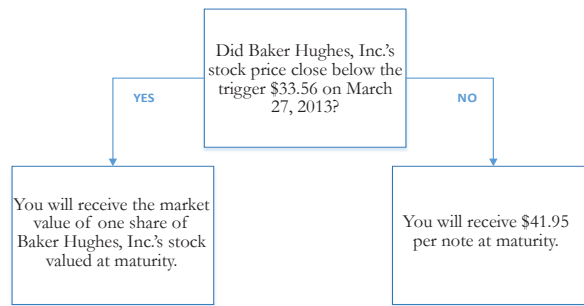 Did Baker Hughes, Inc.'s
stock price close below the
trigger $33.56 on March
27, 2013?
YES
NO
You will receive the market
value of one share of
Baker Hughes, Inc.'s stock
valued at maturity.
You will receive $41.95
per note at maturity.